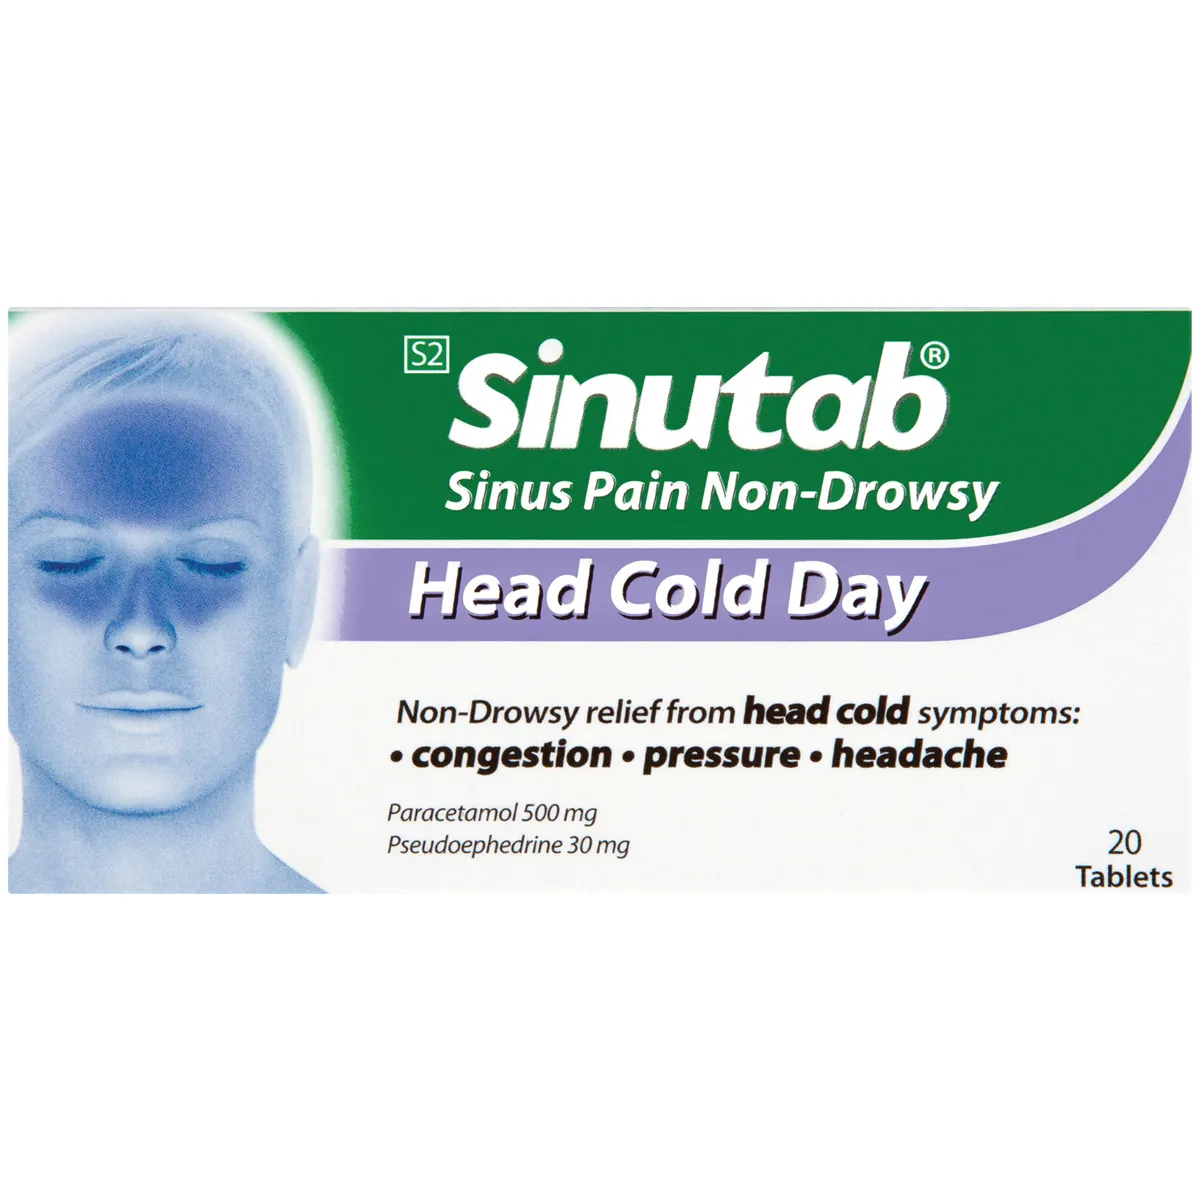 S2
Sinutab®
Sinus Pain Non-Drowsy
Head Cold Day
Non-Drowsy relief from head cold symptoms:
• congestion • pressure • headache
Paracetamol 500 mg
Pseudoephedrine 30 mg
20
Tablets